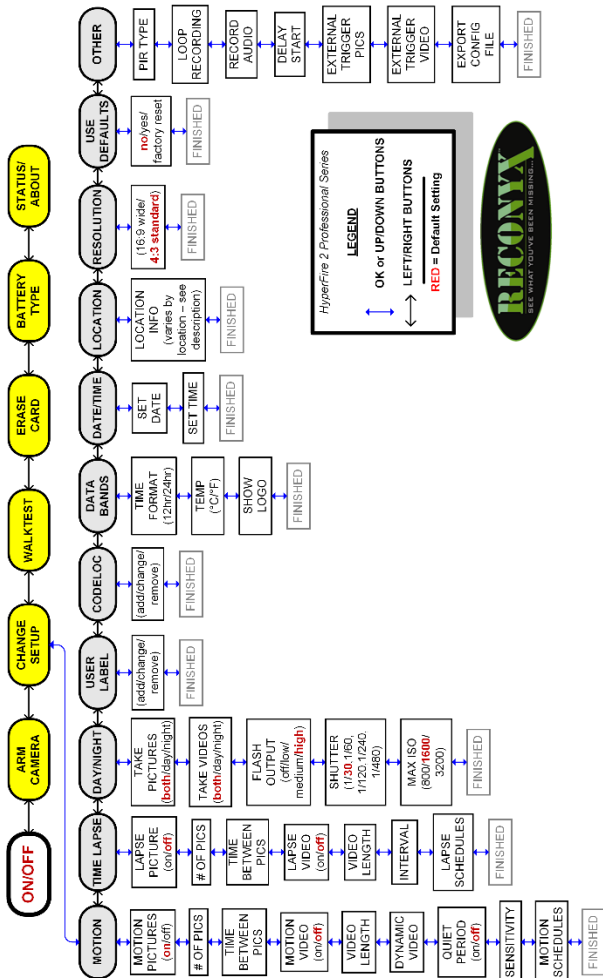 ON/OFF
ARM
CAMERA
CHANGE
SETUP
WALKTEST
ERASE
CARD
BATTERY
TYPE
STATUS/
ABOUT
MOTION
TIME LAPSE
DAY/NIGHT
USER
LABEL
CODELOC
DATA
BANDS
DATE/TIME
LOCATION
RESOLUTION
USE
DEFAULTS
OTHER
MOTION
PICTURES
(on/off)
# OF PICS
TIME
BETWEEN
PICS
MOTION
VIDEO
(on/off)
VIDEO
LENGTH
DYNAMIC
VIDEO
QUIET
PERIOD
(on/off)
SENSITIVITY
MOTION
SCHEDULES
FINISHED
LAPSE
PICTURE
(on/off)
# OF PICS
TIME
BETWEEN
PICS
LAPSE
VIDEO
(on/off)
VIDEO
LENGTH
INTERVAL
LAPSE
SCHEDULES
FINISHED
TAKE
PICTURES
(both/day/night)
TAKE VIDEOS
(both/day/night)
FLASH
OUTPUT
(off/low/
medium/high)
SHUTTER
(1/30.1/60,
1/120.1/240.
1/480)
MAX ISO
(800/1600/
3200)
FINISHED
(add/change/
remove)
FINISHED
(add/change/
remove)
FINISHED
TIME
FORMAT
(12hr/24hr)
TEMP
(°C/°F)
SHOW
LOGO
FINISHED
SET
DATE
SET TIME
FINISHED
LOCATION
INFO
(varies by
location – see
description)
FINISHED
(16:9 wide/
4:3 standard)
FINISHED
no/yes/
factory reset
FINISHED
PIR TYPE
LOOP
RECORDING
RECORD
AUDIO
DELAY
START
EXTERNAL
TRIGGER
PICS
EXTERNAL
TRIGGER
VIDEO
EXPORT
CONFIG
FILE
FINISHED
HyperFire 2 Professional Series
LEGEND
OK or UP/DOWN BUTTONS
LEFT/RIGHT BUTTONS
RED = Default Setting
RECONYX
SEE WHAT YOU'VE BEEN MISSING...